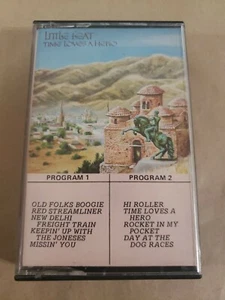 LITTLE FEAT
TIME LOVES A HERO
PROGRAM 1
OLD FOLKS BOOGIE
RED STREAMLINER
NEW DELHI
FREIGHT TRAIN
KEEPIN' UP WITH
THE JONESES
MISSIN' YOU
PROGRAM 2
HI ROLLER
TIME LOVES A
HERO
ROCKET IN MY
POCKET
DAY AT THE
DOG RACES